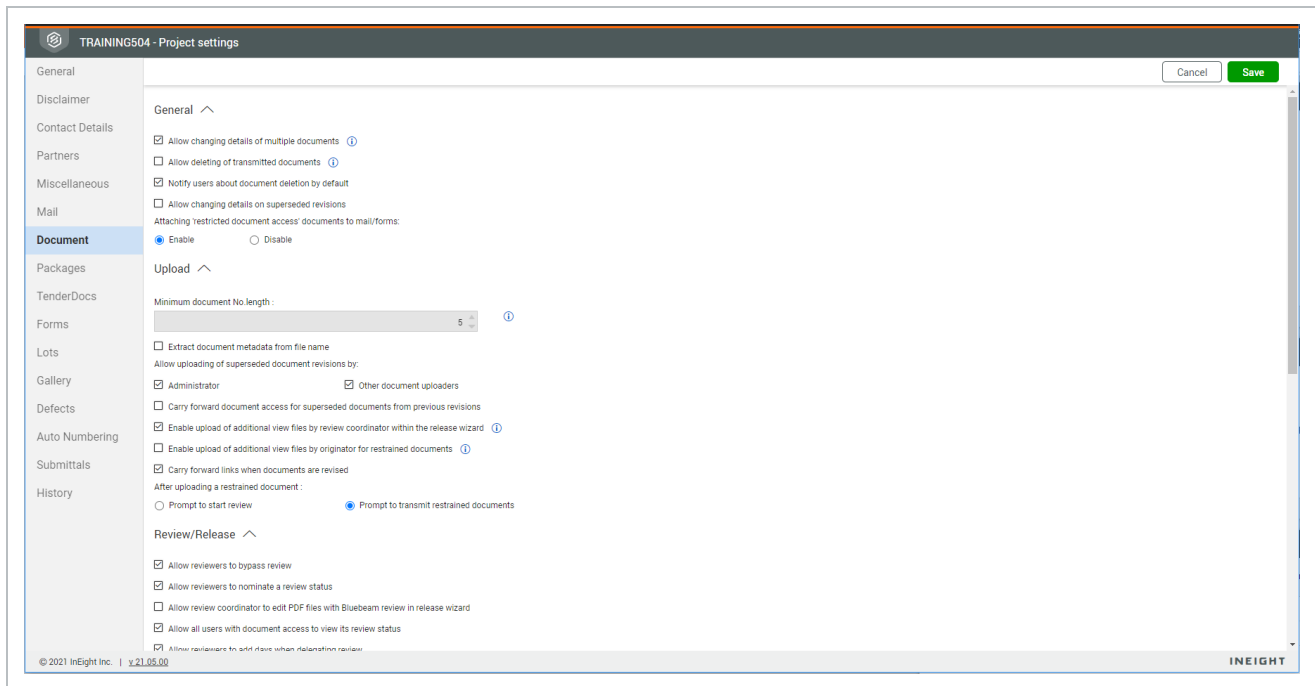 TRAINING504 - Project settings
General
Disclaimer
Contact Details
Partners
Miscellaneous
Mail
Document
Packages
TenderDocs
Forms
Lots
Gallery
Defects
Auto Numbering
Submittals
History
Cancel Save
General
Allow changing details of multiple documents
Allow deleting of transmitted documents
Notify users about document deletion by default
Allow changing details on superseded revisions
Attaching 'restricted document access' documents to mail/forms:
Enable Disable
Upload
Minimum document No.length :
5
Extract document metadata from file name
Allow uploading of superseded document revisions by:
Administrator Other document uploaders
Carry forward document access for superseded documents from previous revisions
Enable upload of additional view files by review coordinator within the release wizard
Enable upload of additional view files by originator for restrained documents
Carry forward links when documents are revised
After uploading a restrained document :
Prompt to start review Prompt to transmit restrained documents
Review/Release
Allow reviewers to bypass review
Allow reviewers to nominate a review status
Allow review coordinator to edit PDF files with Bluebeam review in release wizard
Allow all users with document access to view its review status
Allow reviewers to add days when delegating review
© 2021 InEight Inc. | v 21.05.00 INEIGHT